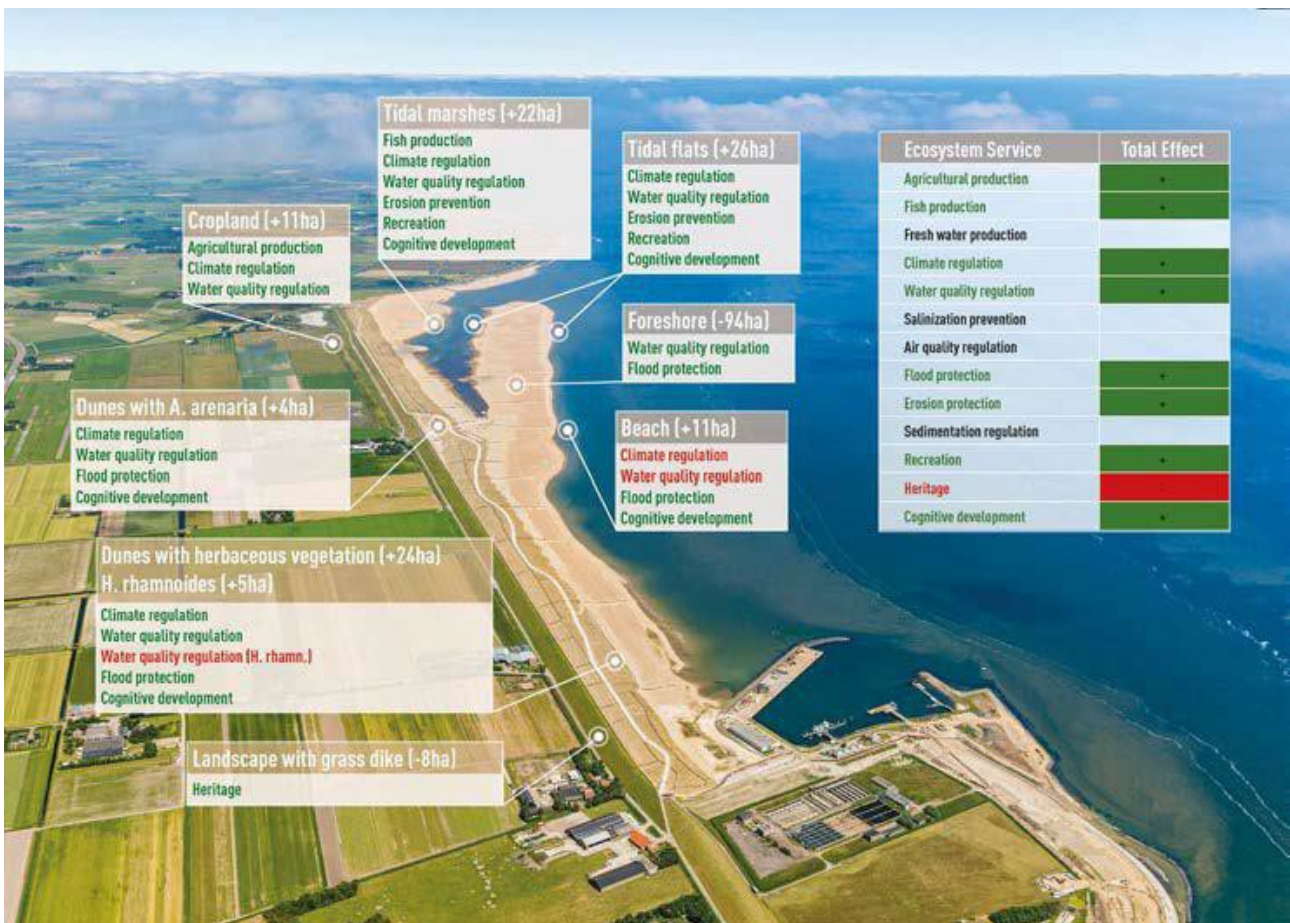 Tidal marshes (+22ha)
Fish production
Climate regulation
Water quality regulation
Erosion prevention
Recreation
Cognitive development
Tidal flats (+26ha)
Climate regulation
Water quality regulation
Erosion prevention
Recreation
Cognitive development
Cropland (+11ha)
Agricultural production
Climate regulation
Water quality regulation
Foreshore (-94ha)
Water quality regulation
Flood protection
Dunes with A. arenaria (+4ha)
Climate regulation
Water quality regulation
Flood protection
Cognitive development
Beach (+11ha)
Climate regulation
Water quality regulation
Flood protection
Cognitive development
Dunes with herbaceous vegetation (+24ha)
H. rhamnoides (+5ha)
Climate regulation
Water quality regulation
Water quality regulation (H. rhamn.)
Flood protection
Cognitive development
Landscape with grass dike (-8ha)
Heritage
Ecosystem Service Total Effect
Agricultural production +
Fish production +
Fresh water production
Climate regulation +
Water quality regulation +
Salinization prevention
Air quality regulation
Flood protection +
Erosion protection +
Sedimentation regulation
Recreation +
Heritage -
Cognitive development +